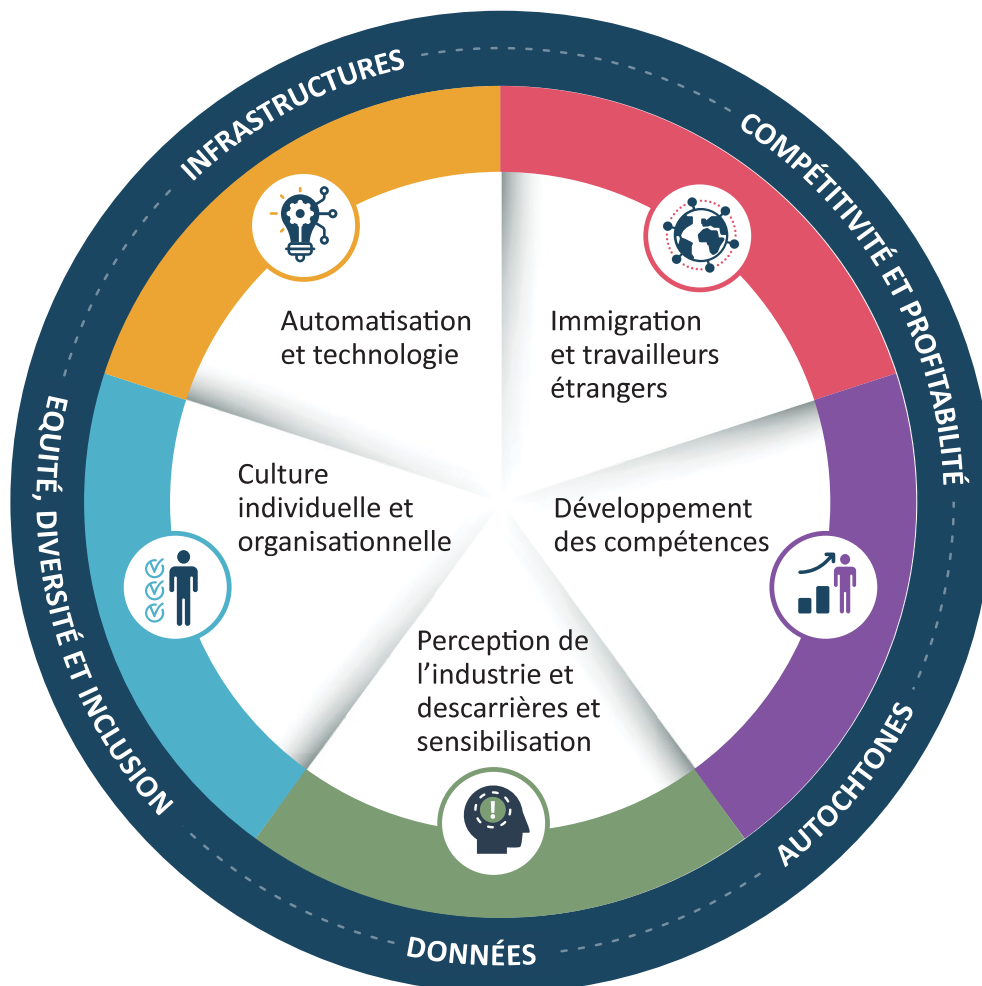 INFRASTRUCTURES
COMPÉTITIVITÉ ET PROFITABILITÉ
AUTOCHTONES
DONNÉES
EQUITÉ, DIVERSITÉ ET INCLUSION
Automatisation
et technologie
Immigration
et travailleurs
étrangers
Culture
individuelle et
organisationnelle
Développement
des compétences
Perception de
l’industrie et
descarrières et
sensibilisation